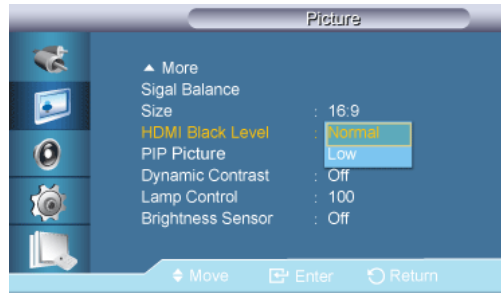 Picture
▲ More
Sigal Balance
Size : 16:9
HDMI Black Level : Normal
PIP Picture Low
Dynamic Contrast : Off
Lamp Control : 100
Brightness Sensor : Off
Move Enter Return